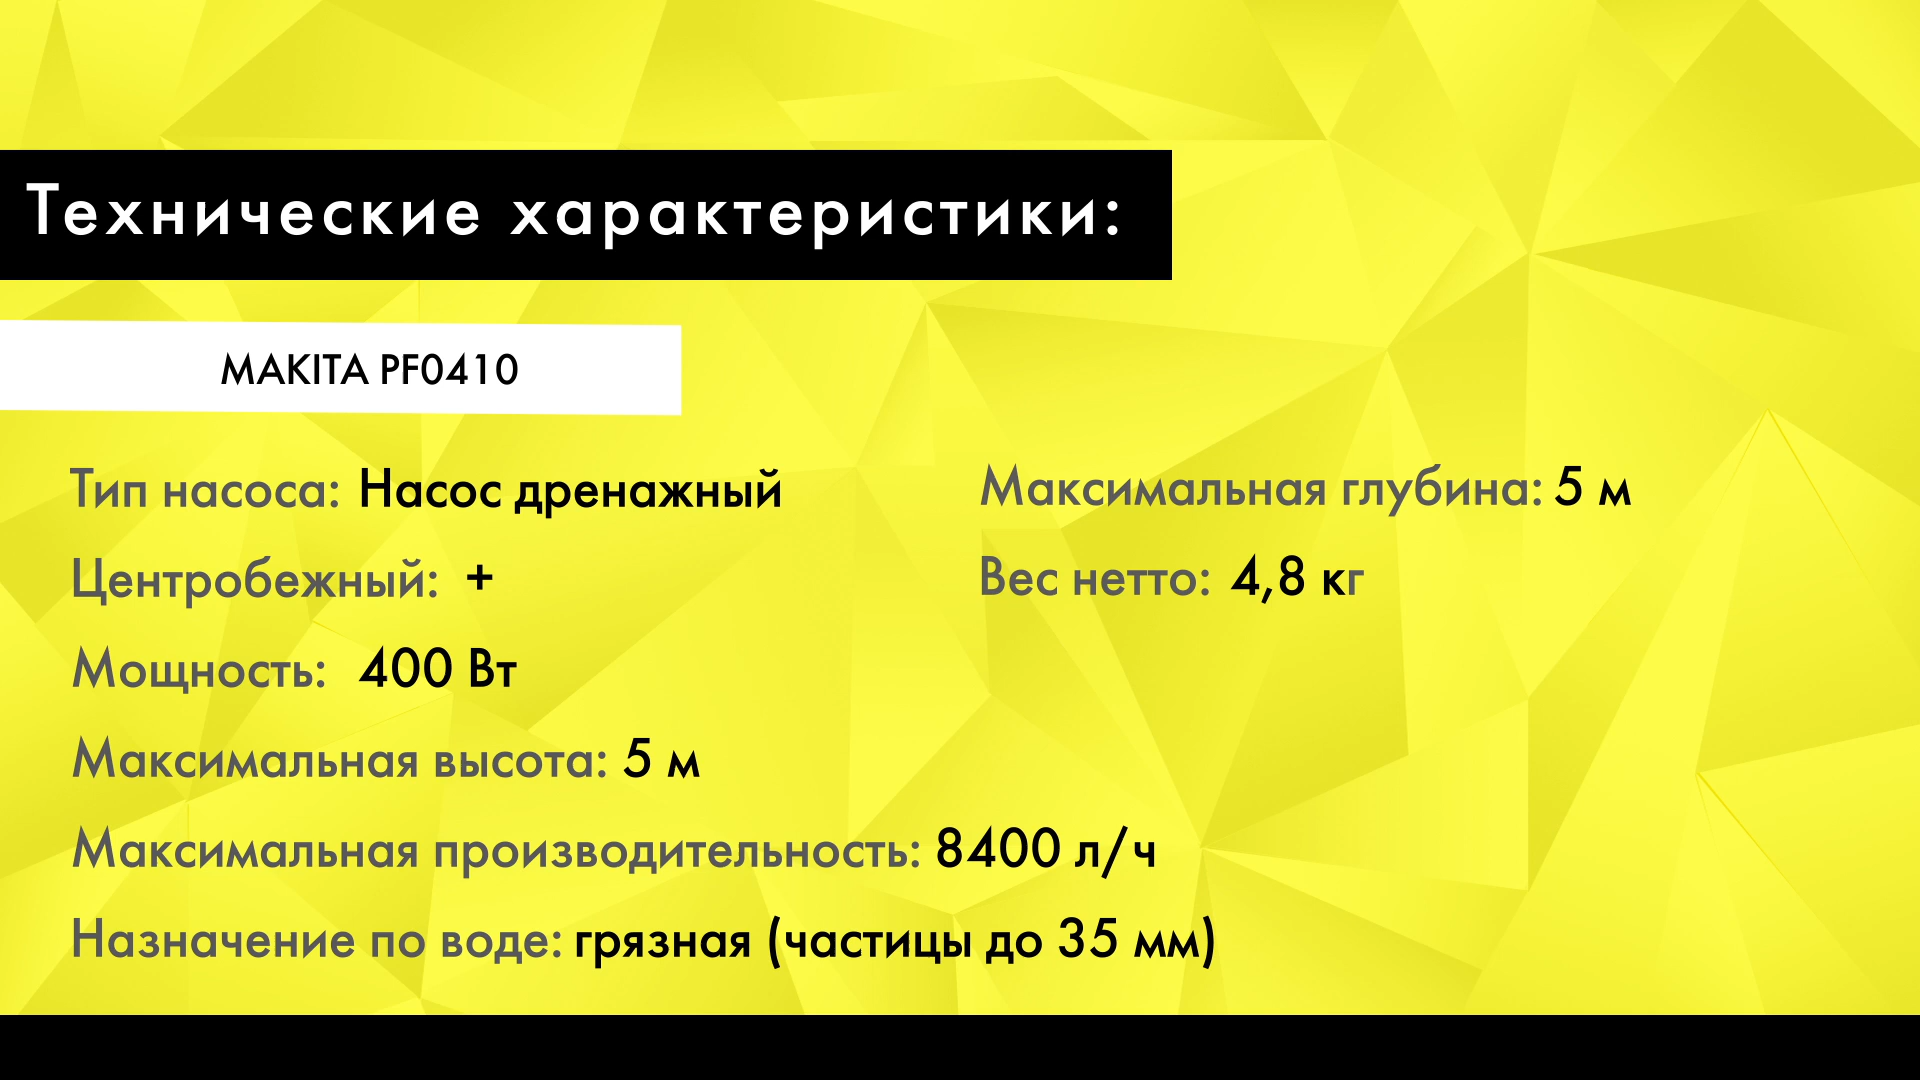 Технические характеристики:
MAKITA PF0410
Тип насоса: Насос дренажный
Центробежный: +
Мощность: 400 Вт
Максимальная высота: 5 м
Максимальная производительность: 8400 л/ч
Назначение по воде: грязная (частицы до 35 мм)
Максимальная глубина: 5 м
Вес нетто: 4,8 кг